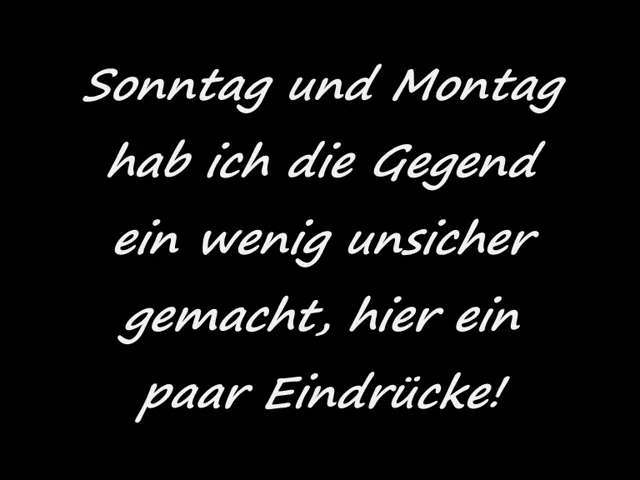 Sonntag und Montag
hab ich die Gegend
ein wenig unsicher
gemacht, hier ein
paar Eindrücke!